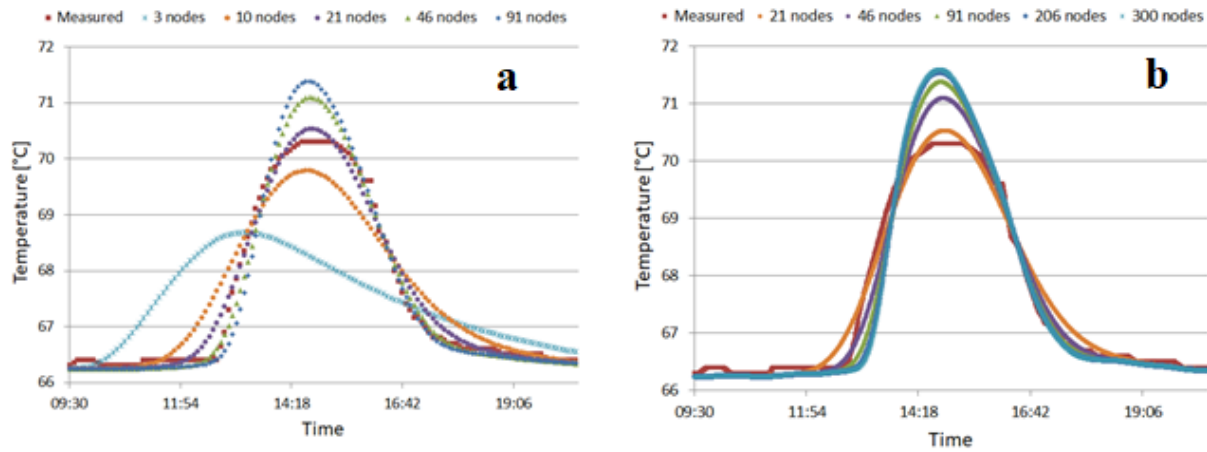 Measured 3 nodes 10 nodes 21 nodes 46 nodes 91 nodes
72
71
70
69
68
67
66
Temperature [°C]
a
09:30 11:54 14:18 16:42 19:06
Time
Measured 21 nodes 46 nodes 91 nodes 206 nodes 300 nodes
72
71
70
69
68
67
66
Temperature [°C]
b
09:30 11:54 14:18 16:42 19:06
Time